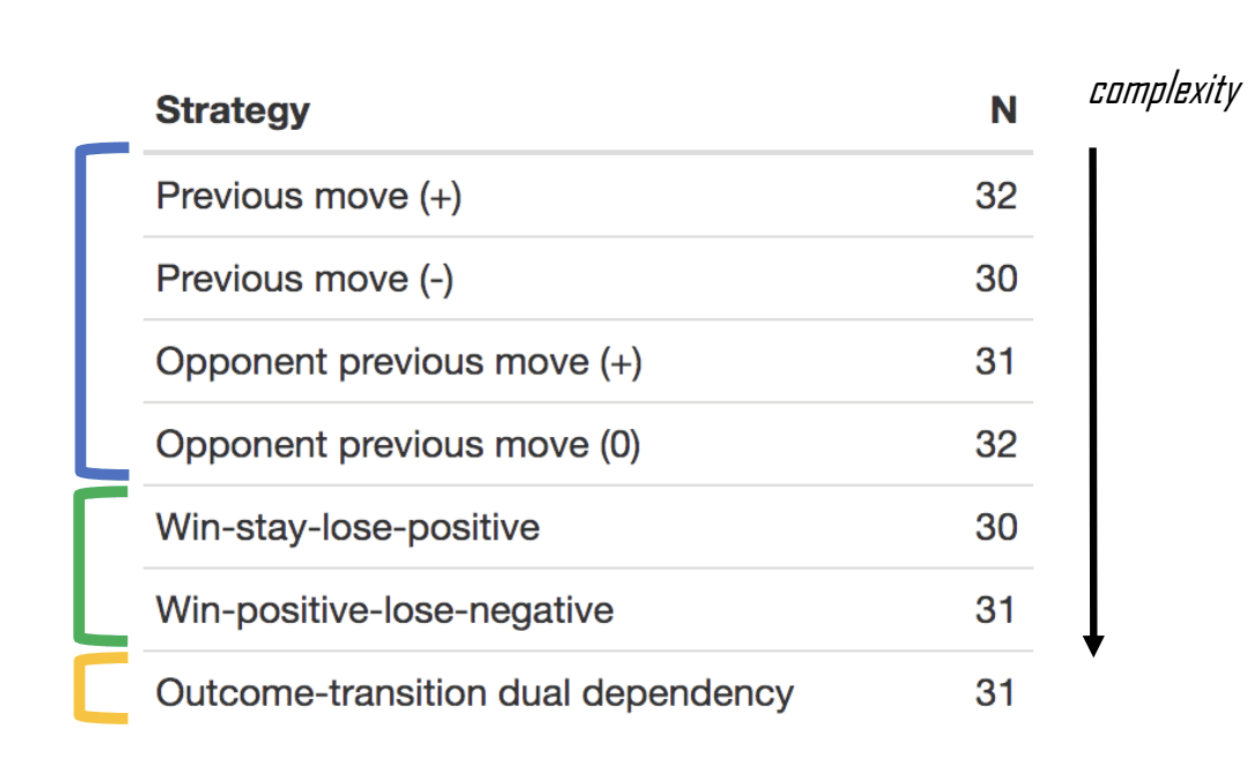 complexity
Strategy N
Previous move (+) 32
Previous move (-) 30
Opponent previous move (+) 31
Opponent previous move (0) 32
Win-stay-lose-positive 30
Win-positive-lose-negative 31
Outcome-transition dual dependency 31